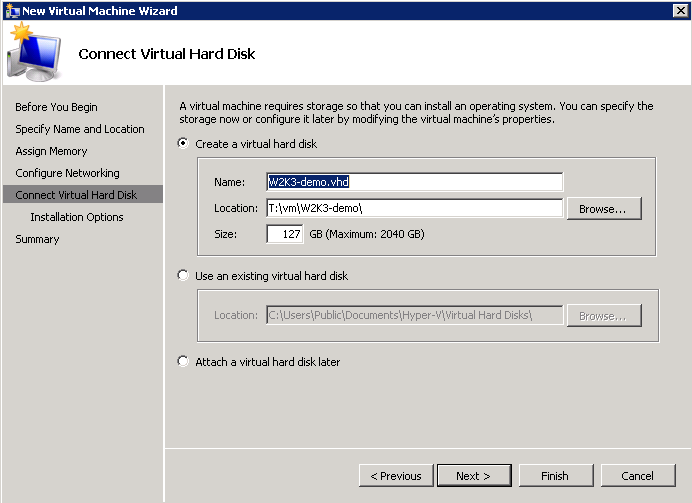 New Virtual Machine Wizard
Connect Virtual Hard Disk
Before You Begin
Specify Name and Location
Assign Memory
Configure Networking
Connect Virtual Hard Disk
Installation Options
Summary
A virtual machine requires storage so that you can install an operating system. You can specify the
storage now or configure it later by modifying the virtual machine's properties.
Create a virtual hard disk
Name: W2K3-demo.vhd
Location: T:\vm\W2K3-demo\ Browse...
Size: 127 GB (Maximum: 2040 GB)
Use an existing virtual hard disk
Location: C:\Users\Public\Documents\Hyper-V\Virtual Hard Disks\ Browse...
Attach a virtual hard disk later
< Previous Next > Finish Cancel